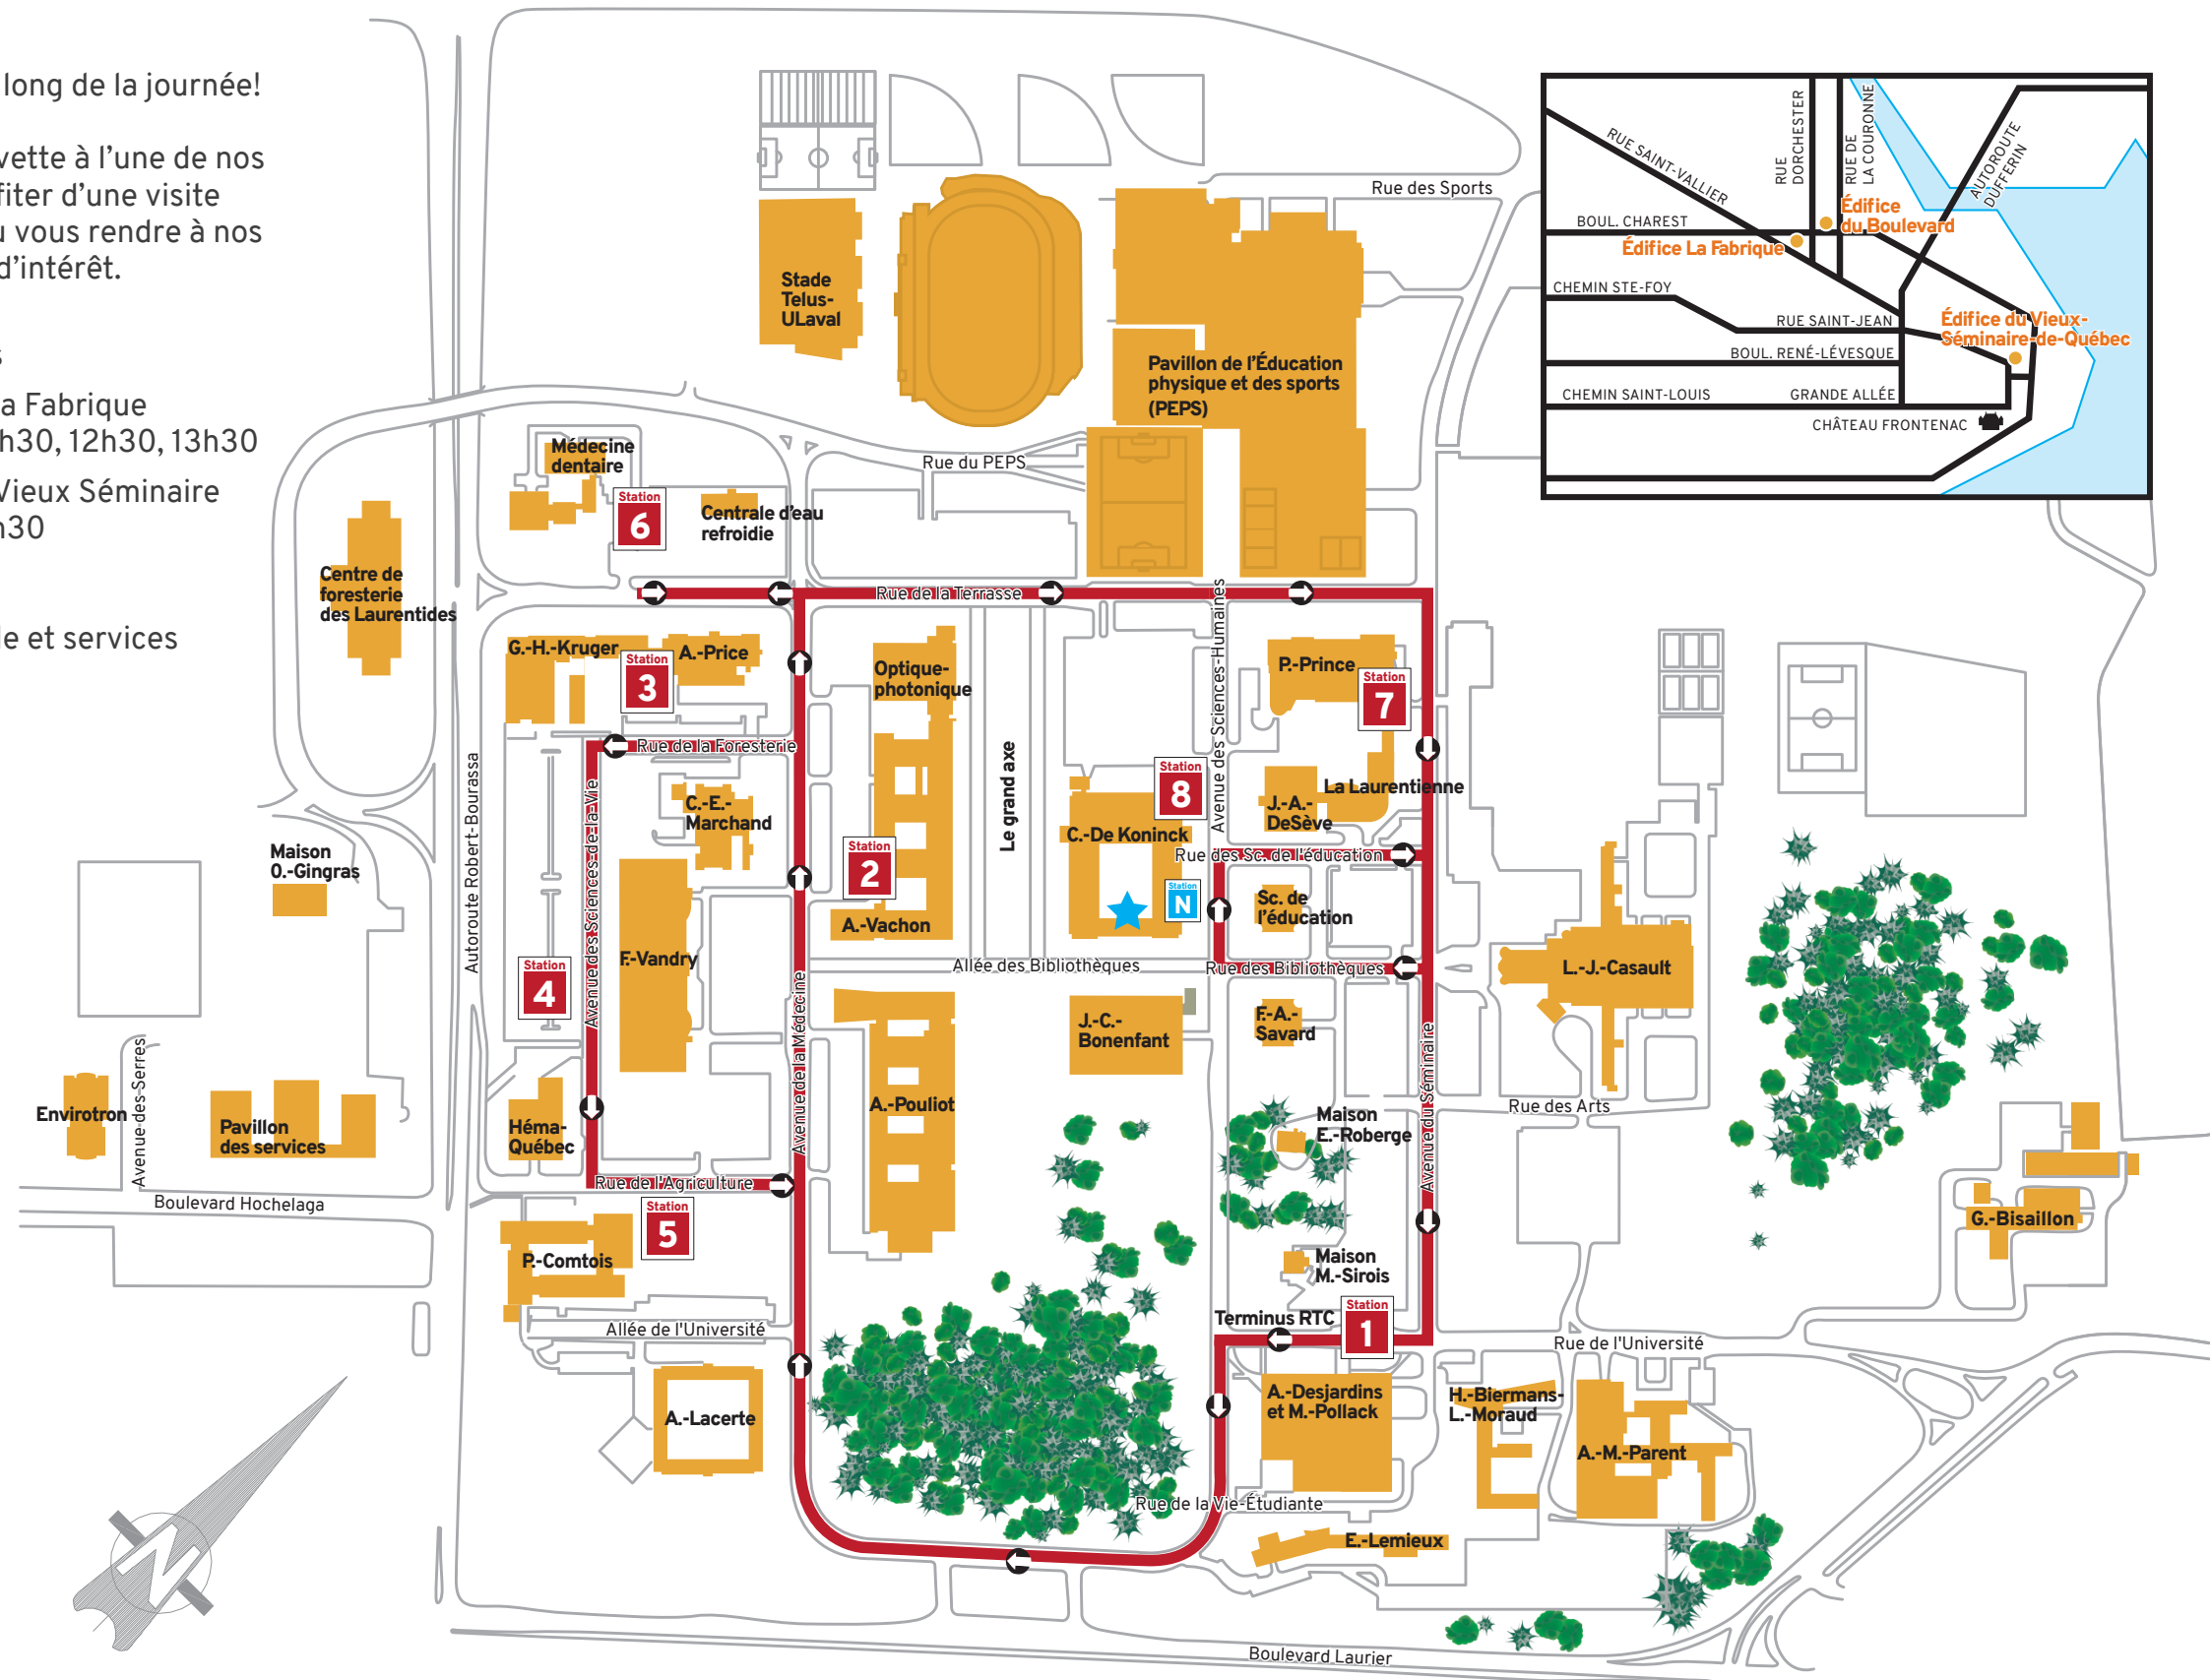 long de la journée!
vette à l'une de nos
fiter d'une visite
u vous rendre à nos
d'intérêt.
s
a Fabrique
h30, 12h30, 13h30
Vieux Séminaire
h30
le et services
RUE SAINT-VALLIER
RUE
DORCHESTER
RUE DE
LA COURONNE
AUTOROUTE
DUFFERIN
BOUL. CHAREST
Édifice
du Boulevard
Édifice La Fabrique
CHEMIN STE-FOY
RUE SAINT-JEAN
Édifice du Vieux-
Séminaire-de-Québec
BOUL. RENÉ-LÉVESQUE
CHEMIN SAINT-LOUIS
GRANDE ALLÉE
CHÂTEAU FRONTENAC
Rue des Sports
Stade
Telus-
ULaval
Pavillon de l'Éducation
physique et des sports
(PEPS)
Rue du PEPS
Médecine
dentaire
Station
6
Centrale d'eau
refroidie
Centre de
foresterie
des Laurentides
Rue de la Terrasse
Avenue des Sciences-Humaines
G.-H.-Kruger
Station
3
A.-Price
Optique-
photonique
P.-Prince
Station
7
Rue de la Foresterie
Autoroute Robert-Bourassa
Avenue des Sciences-de-la-Vie
C.-E.-
Marchand
Le grand axe
Station
8
La Laurentienne
J.-A.-
DeSève
C.-De Koninck
Rue des Sc. de l'éducation
Maison
O.-Gingras
Station
2
A.-Vachon
Station
N
Sc. de
l'éducation
F.-Vandry
Allée des Bibliothèques
Rue des Bibliothèques
L.-J.-Casault
Station
4
Avenue de la Médecine
J.-C.-
Bonenfant
F.-A.-
Savard
Avenue du Séminaire
Avenue-des-Serres
Envirotron
Pavillon
des services
Héma-
Québec
A.-Pouliot
Maison
E.-Roberge
Rue des Arts
Rue de l'Agriculture
Boulevard Hochelaga
Station
5
P.-Comtois
G.-Bisaillon
Maison
M.-Sirois
Terminus RTC
Station
1
Allée de l'Université
Rue de l'Université
A.-Lacerte
A.-Desjardins
et M.-Pollack
H.-Biermans-
L.-Moraud
A.-M.-Parent
Rue de la Vie-Étudiante
E.-Lemieux
N
Boulevard Laurier